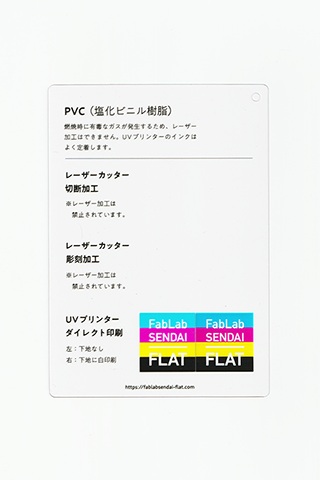 PVC（塩化ビニル樹脂）
燃焼時に有毒なガスが発生するため、レーザー
加工はできません。UVプリンターのインクは
よく定着します。
レーザーカッター
切断加工
※レーザー加工は
禁止されています。
レーザーカッター
彫刻加工
※レーザー加工は
禁止されています。
UVプリンター
ダイレクト印刷
左：下地なし
右：下地に白印刷
FabLab
SENDAI
FLAT
FabLab
SENDAI
FLAT
https://fablabsendai-flat.com